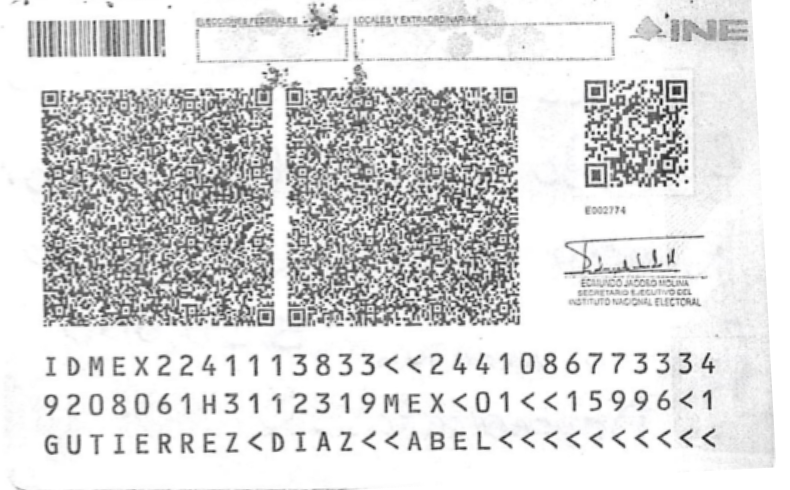 ELECCIONES FEDERALES
LOCALES Y EXTRAORDINARIAS
INE
E002774
EDMUNDO JACOBO MOLINA
SECRETARIO EJECUTIVO DEL
INSTITUTO NACIONAL ELECTORAL
IDMEX2241113833<<2441086773334
9208061H3112319MEX<01<<15996<1
GUTIERREZ<DIAZ<<ABEL<<<<<<<<<<